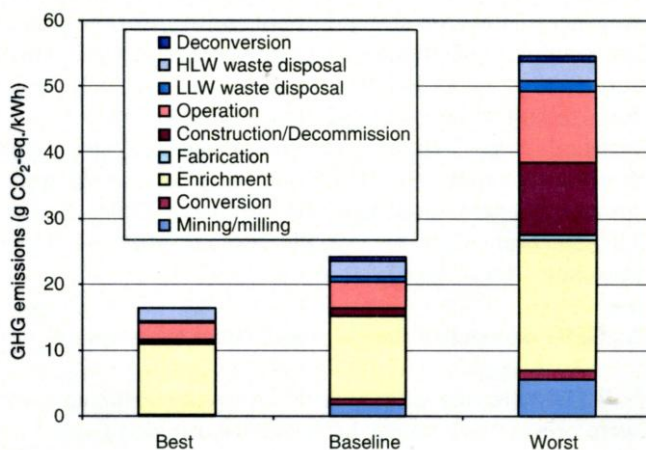 60
50
40
30
20
10
0
GHG emissions (g CO₂-eq./kWh)
Deconversion
HLW waste disposal
LLW waste disposal
Operation
Construction/Decommission
Fabrication
Enrichment
Conversion
Mining/milling
Best
Baseline
Worst